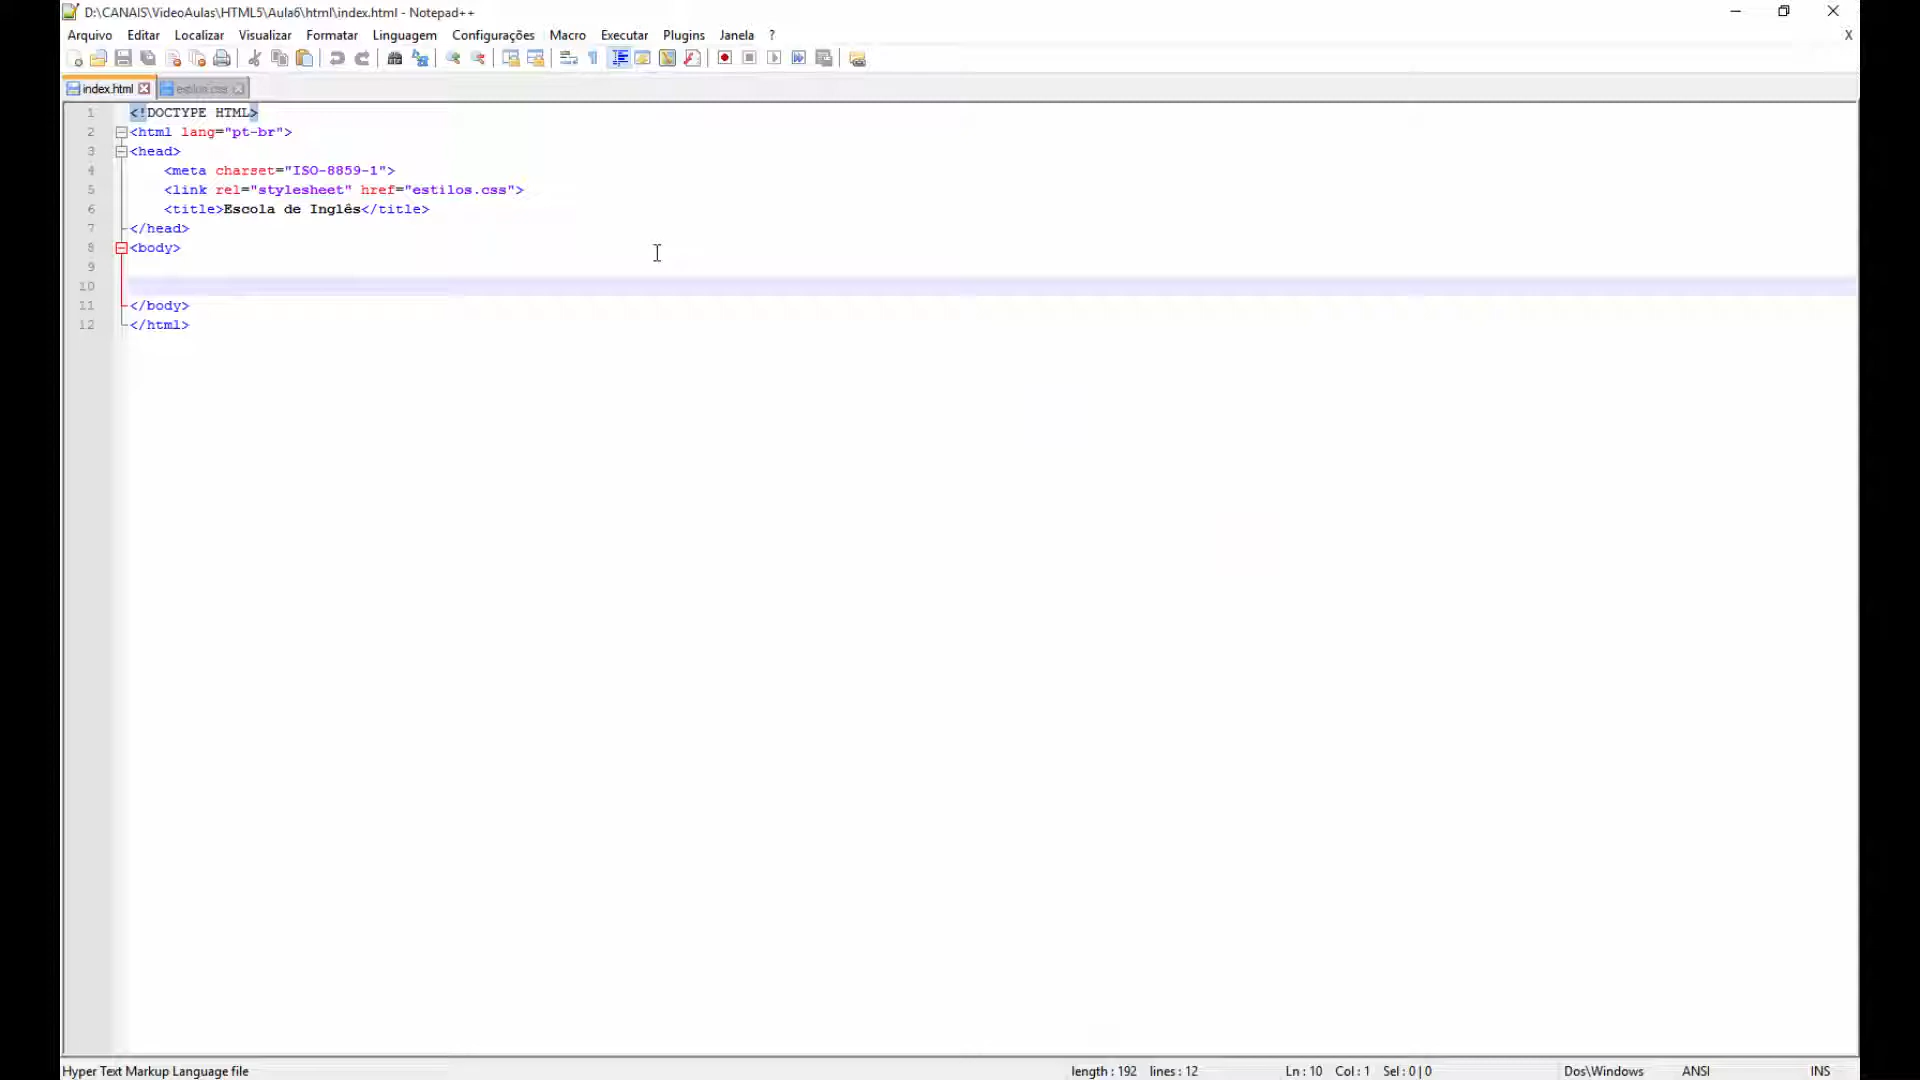 D:\CANAIS\VideoAulas\HTML5\Aula6\html\index.html - Notepad++
Arquivo Editar Localizar Visualizar Formatar Linguagem Configurações Macro Executar Plugins Janela ? X
index.html estilos.css
1 <!DOCTYPE HTML>
2 <html lang="pt-br">
3 <head>
4 <meta charset="ISO-8859-1">
5 <link rel="stylesheet" href="estilos.css">
6 <title>Escola de Inglês</title>
7 </head>
8 <body>
9
10
11 </body>
12 </html>
Hyper Text Markup Language file length : 192 lines : 12 Ln : 10 Col : 1 Sel : 0 | 0 Dos\Windows ANSI INS